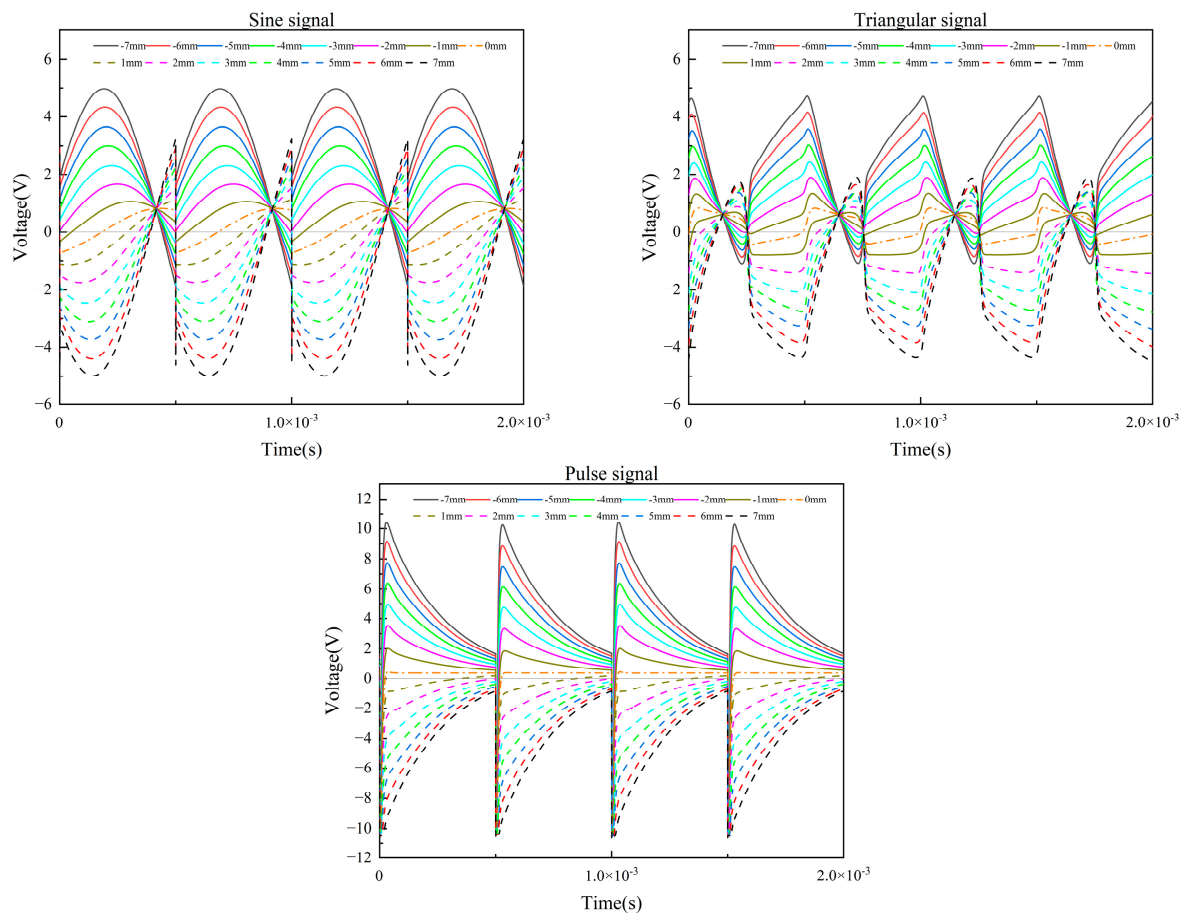 Sine signal
-7mm -6mm -5mm -4mm -3mm -2mm -1mm 0mm
1mm 2mm 3mm 4mm 5mm 6mm 7mm
6
4
2
0
2
−4
−6
Voltage(V)
0 1.0×10⁻³ 2.0×10⁻³
Time(s)
Triangular signal
-7mm -6mm -5mm -4mm -3mm -2mm -1mm 0mm
1mm 2mm 3mm 4mm 5mm 6mm 7mm
6
4
2
0
2
−4
−6
Voltage(V)
0 1.0×10⁻³ 2.0×10⁻³
Time(s)
Pulse signal
-7mm -6mm -5mm -4mm -3mm -2mm -1mm 0mm
1mm 2mm 3mm 4mm 5mm 6mm 7mm
12
10
8
6
4
2
0
−2
−4
−6
−8
−10
−12
Voltage(V)
0 1.0×10⁻³ 2.0×10⁻³
Time(s)